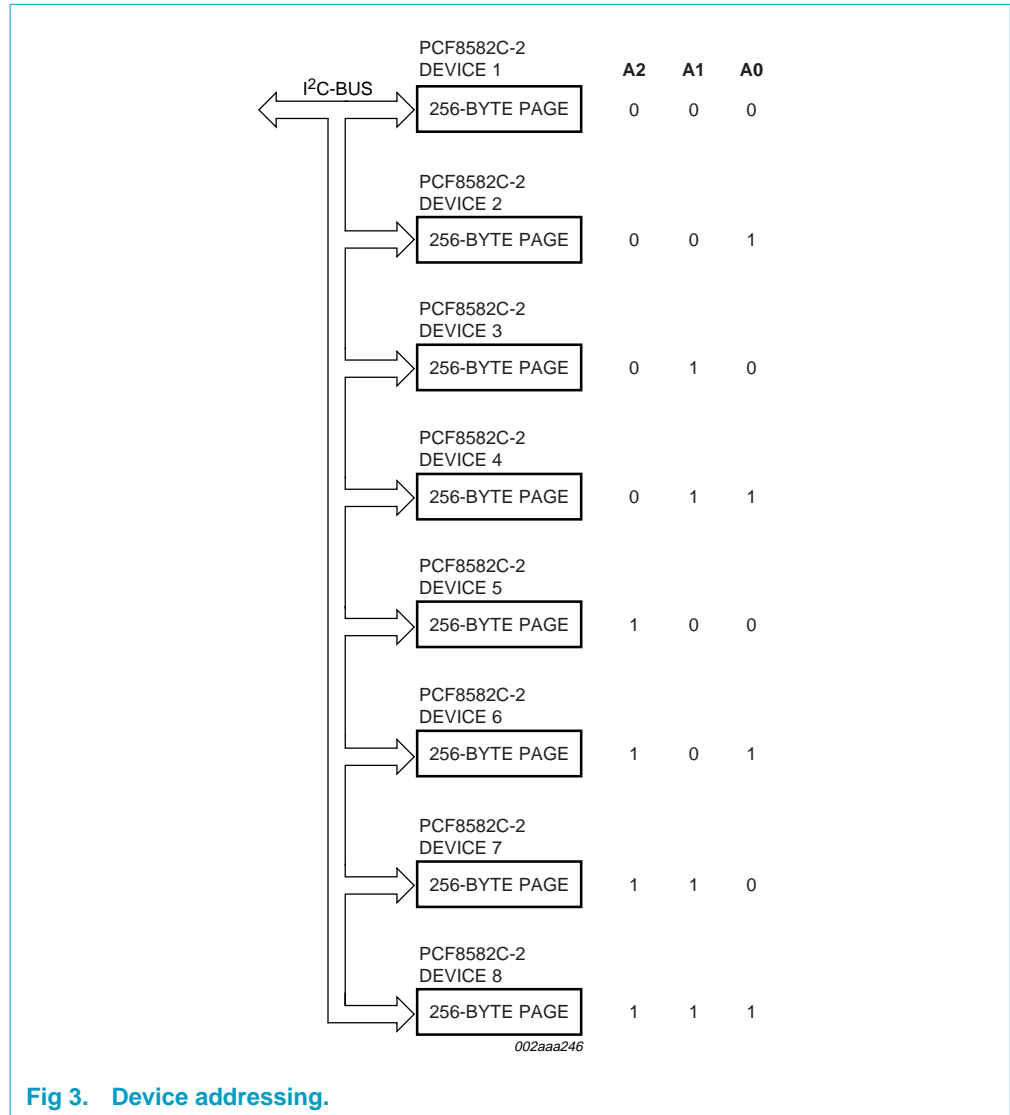 PCF8582C-2
DEVICE 1 A2 A1 A0
I2C-BUS
256-BYTE PAGE 0 0 0
PCF8582C-2
DEVICE 2
256-BYTE PAGE 0 0 1
PCF8582C-2
DEVICE 3
256-BYTE PAGE 0 1 0
PCF8582C-2
DEVICE 4
256-BYTE PAGE 0 1 1
PCF8582C-2
DEVICE 5
256-BYTE PAGE 1 0 0
PCF8582C-2
DEVICE 6
256-BYTE PAGE 1 0 1
PCF8582C-2
DEVICE 7
256-BYTE PAGE 1 1 0
PCF8582C-2
DEVICE 8
256-BYTE PAGE 1 1 1
002aaa246
Fig 3. Device addressing.